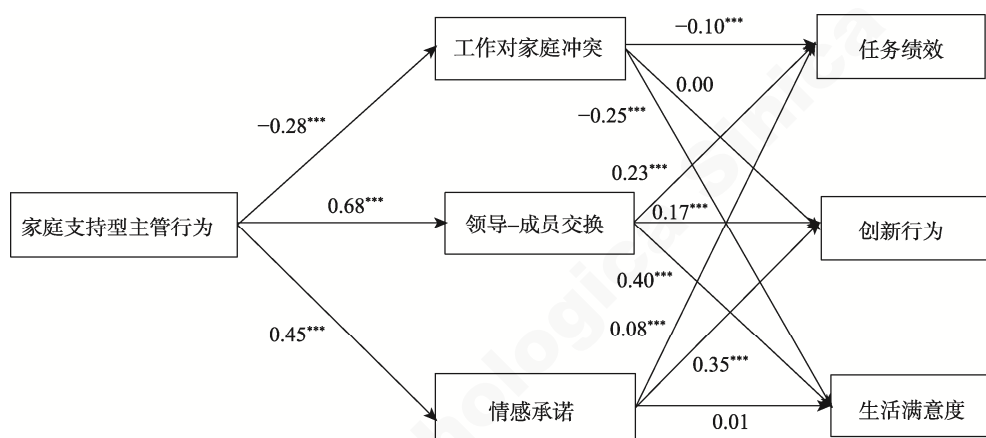 工作对家庭冲突
−0.10***
任务绩效
0.00
−0.28***
−0.25***
0.23***
家庭支持型主管行为
0.68***
领导–成员交换
0.17***
创新行为
0.40***
0.45***
0.08***
0.35***
情感承诺
0.01
生活满意度
hologica Sinica